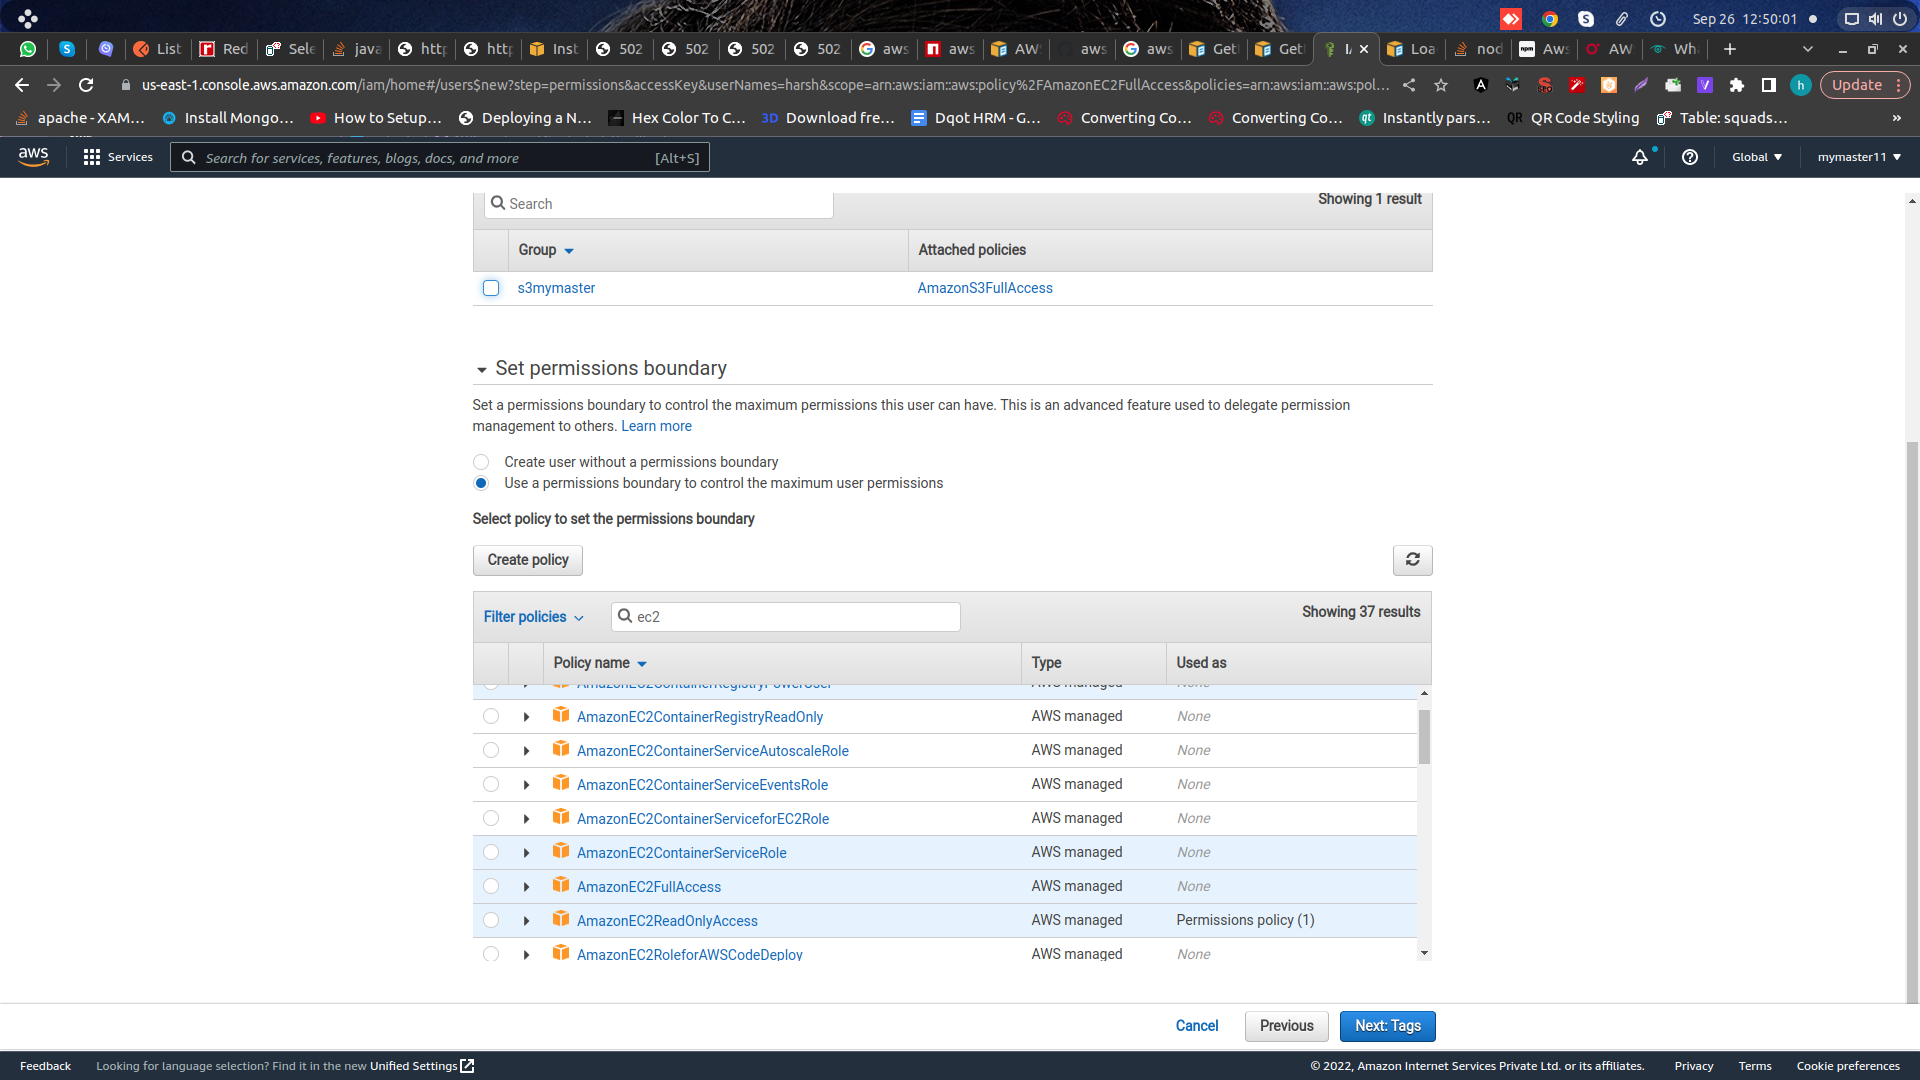 Sep 26 12:50:01
List
Red
Sele
java
http
http
Inst
502
502
502
502
aws
aws
AW
aws
aws
Get
Get
IA
Loa
nod
Aws
AW
Wh
us-east-1.console.aws.amazon.com/iam/home#/users$new?step=permissions&accessKey&userNames=harsh&scope=arn:aws:iam::aws:policy%2FAmazonEC2FullAccess&policies=arn:aws:iam::aws:pol...
h
Update
apache - XAM...
Install Mongo...
How to Setup...
Deploying a N...
Hex Color To C...
3D Download fre...
Dqot HRM - G...
Converting Co...
Converting Co...
qt Instantly pars...
QR QR Code Styling
Table: squads...
»
aws
Services
Search for services, features, blogs, docs, and more [Alt+S]
Global
mymaster11
Search
Showing 1 result
Group Attached policies
s3mymaster AmazonS3FullAccess
Set permissions boundary
Set a permissions boundary to control the maximum permissions this user can have. This is an advanced feature used to delegate permission
management to others. Learn more
Create user without a permissions boundary
Use a permissions boundary to control the maximum user permissions
Select policy to set the permissions boundary
Create policy
Filter policies ec2 Showing 37 results
Policy name Type Used as
AmazonEC2ContainerRegistryPowerUser AWS managed None
AmazonEC2ContainerRegistryReadOnly AWS managed None
AmazonEC2ContainerServiceAutoscaleRole AWS managed None
AmazonEC2ContainerServiceEventsRole AWS managed None
AmazonEC2ContainerServiceforEC2Role AWS managed None
AmazonEC2ContainerServiceRole AWS managed None
AmazonEC2FullAccess AWS managed None
AmazonEC2ReadOnlyAccess AWS managed Permissions policy (1)
AmazonEC2RoleforAWSCodeDeploy AWS managed None
Cancel Previous Next: Tags
Feedback Looking for language selection? Find it in the new Unified Settings
© 2022, Amazon Internet Services Private Ltd. or its affiliates. Privacy Terms Cookie preferences